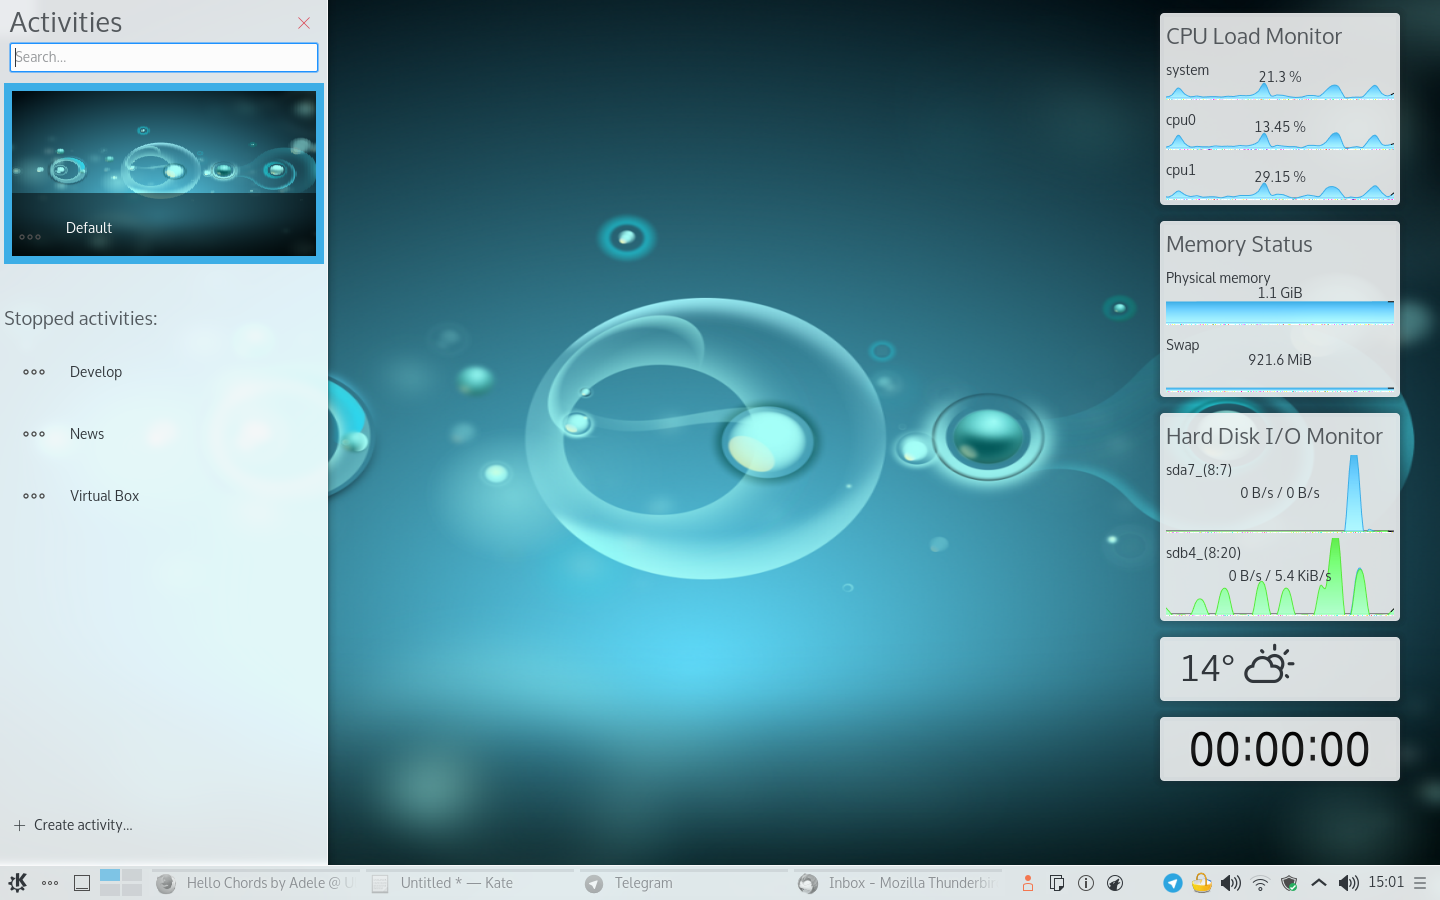 Activities
Search...
Default
Stopped activities:
Develop
News
Virtual Box
Create activity...
CPU Load Monitor
system
21.3 %
cpu0
13.45 %
cpu1
29.15 %
Memory Status
Physical memory
1.1 GiB
Swap
921.6 MiB
Hard Disk I/O Monitor
sda7_(8:7)
0 B/s / 0 B/s
sdb4_(8:20)
0 B/s / 5.4 KiB/s
14°
00:00:00
Hello Chords by Adele @ U
Untitled * — Kate
Telegram
Inbox - Mozilla Thunderbir
15:01